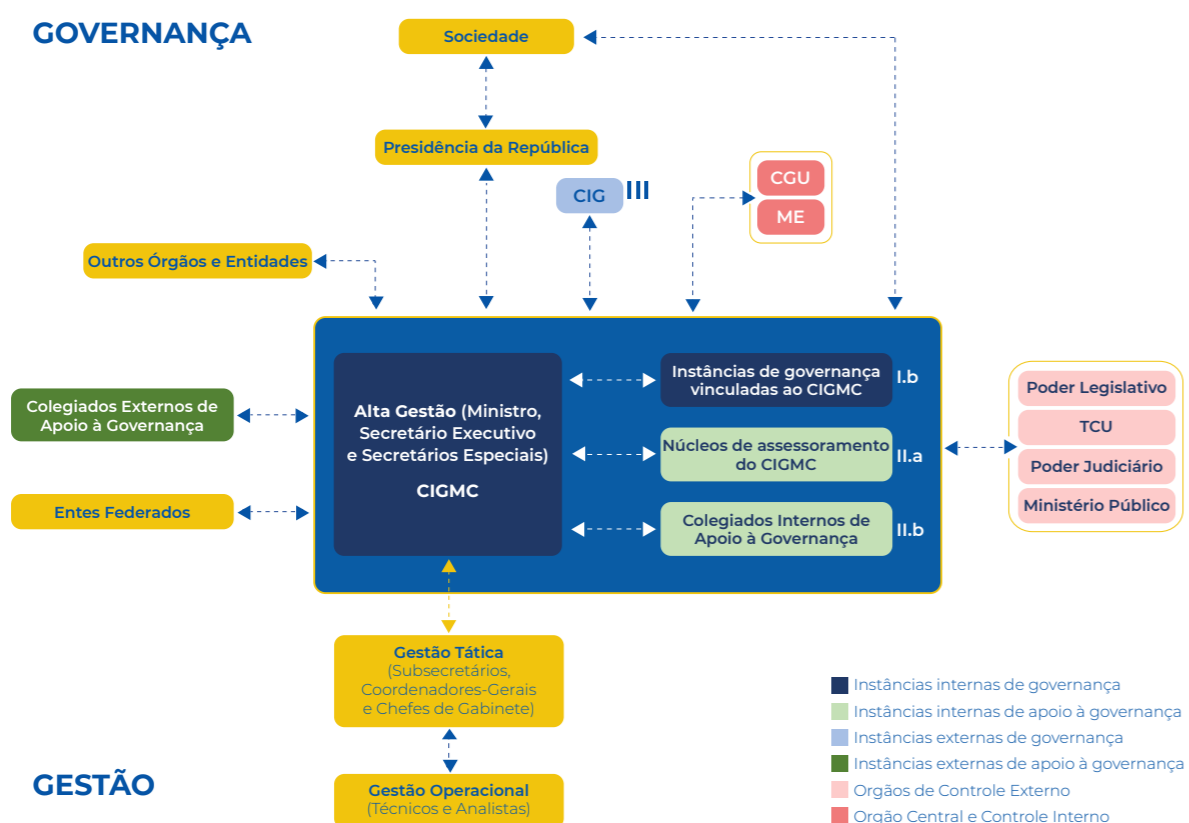 GOVERNANÇA
Sociedade
Presidência da República
CIG
III
CGU
ME
Outros Órgãos e Entidades
Colegiados Externos de
Apoio à Governança
Entes Federados
Alta Gestão (Ministro,
Secretário Executivo
e Secretários Especiais)
CIGMC
Instâncias de governança
vinculadas ao CIGMC
I.b
Núcleos de assessoramento
do CIGMC
II.a
Colegiados Internos de
Apoio à Governança
II.b
Poder Legislativo
TCU
Poder Judiciário
Ministério Público
Gestão Tática
(Subsecretários,
Coordenadores-Gerais
e Chefes de Gabinete)
GESTÃO
Gestão Operacional
(Técnicos e Analistas)
Instâncias internas de governança
Instâncias internas de apoio à governança
Instâncias externas de governança
Instâncias externas de apoio à governança
Orgãos de Controle Externo
Orgão Central e Controle Interno